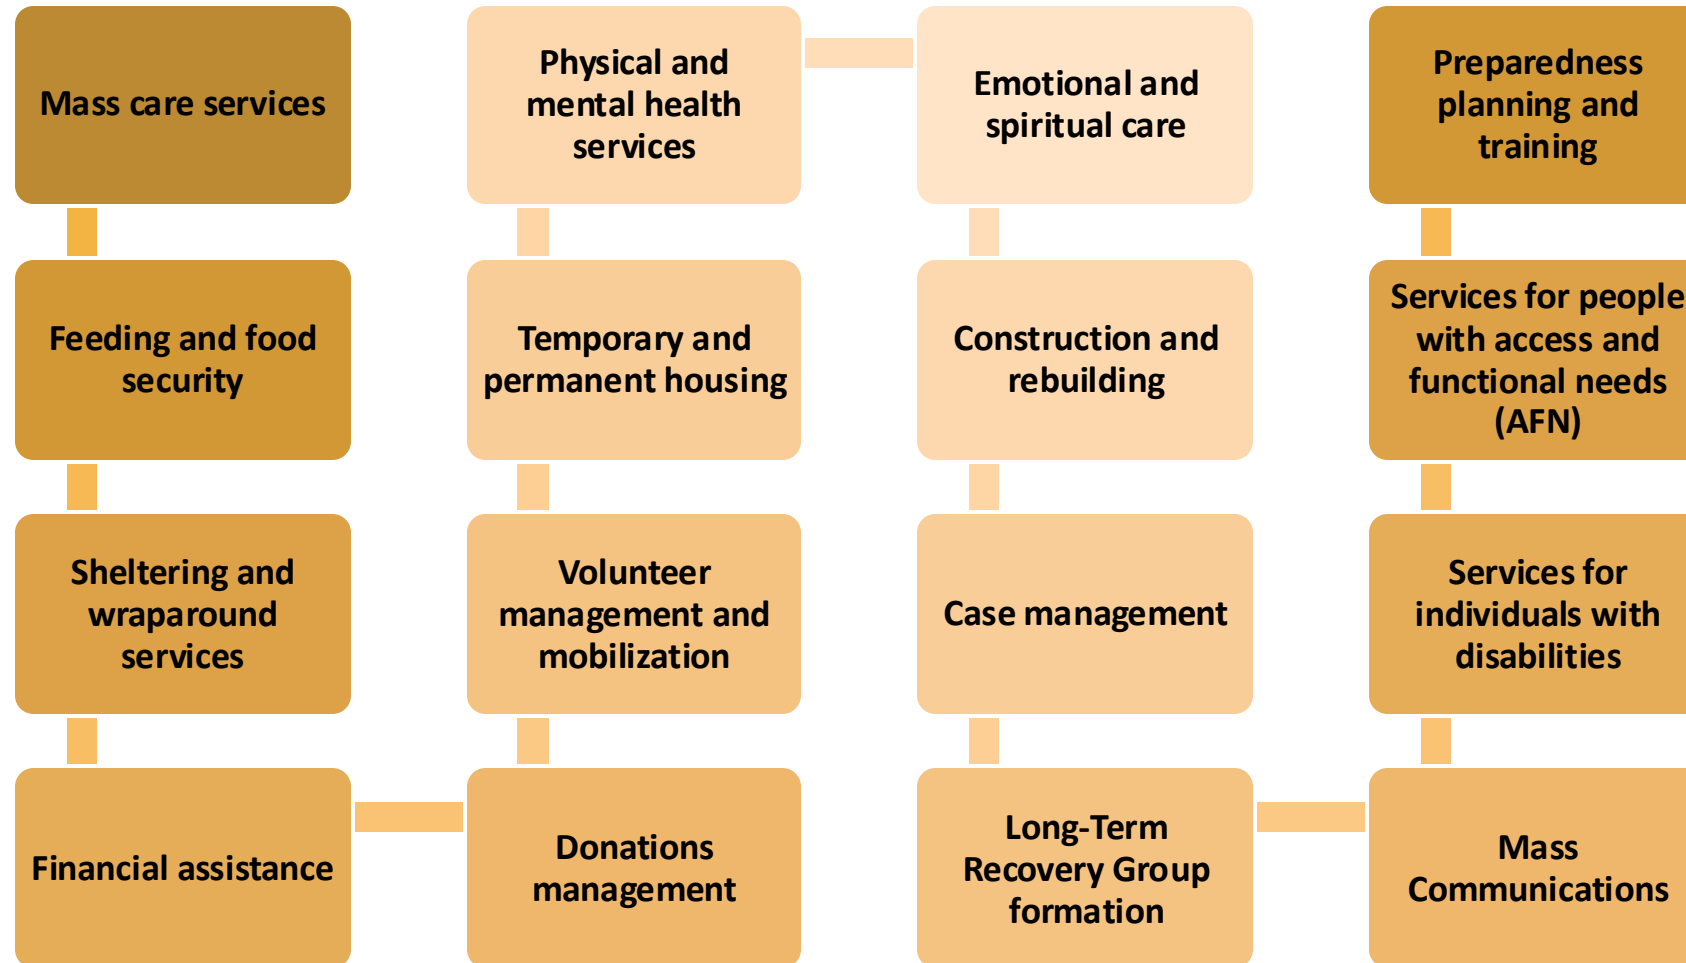 Mass care services
Feeding and food
security
Sheltering and
wraparound
services
Financial assistance
Donations
management
Volunteer
management and
mobilization
Temporary and
permanent housing
Physical and
mental health
services
Emotional and
spiritual care
Construction and
rebuilding
Case management
Long-Term
Recovery Group
formation
Mass
Communications
Services for
individuals with
disabilities
Services for people
with access and
functional needs
(AFN)
Preparedness
planning and
training